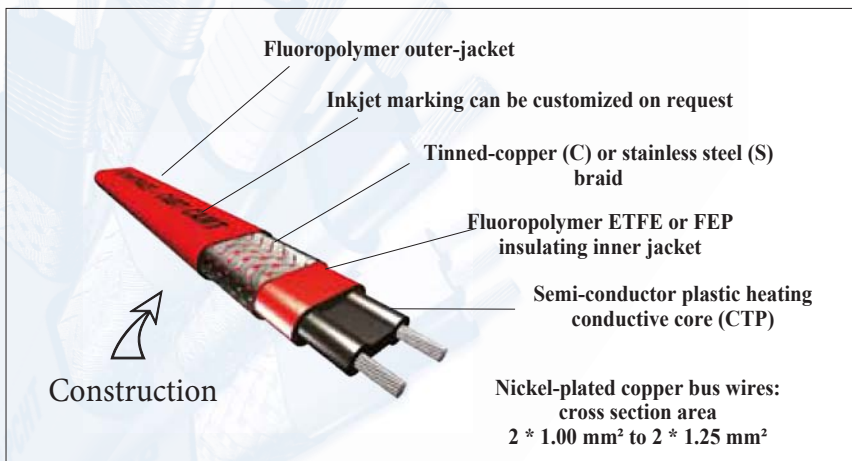 Fluoropolymer outer-jacket
Inkjet marking can be customized on request
Tinned-copper (C) or stainless steel (S)
braid
Fluoropolymer ETFE or FEP
insulating inner jacket
Semi-conductor plastic heating
conductive core (CTP)
Construction
Nickel-plated copper bus wires:
cross section area
2 * 1.00 mm² to 2 * 1.25 mm²